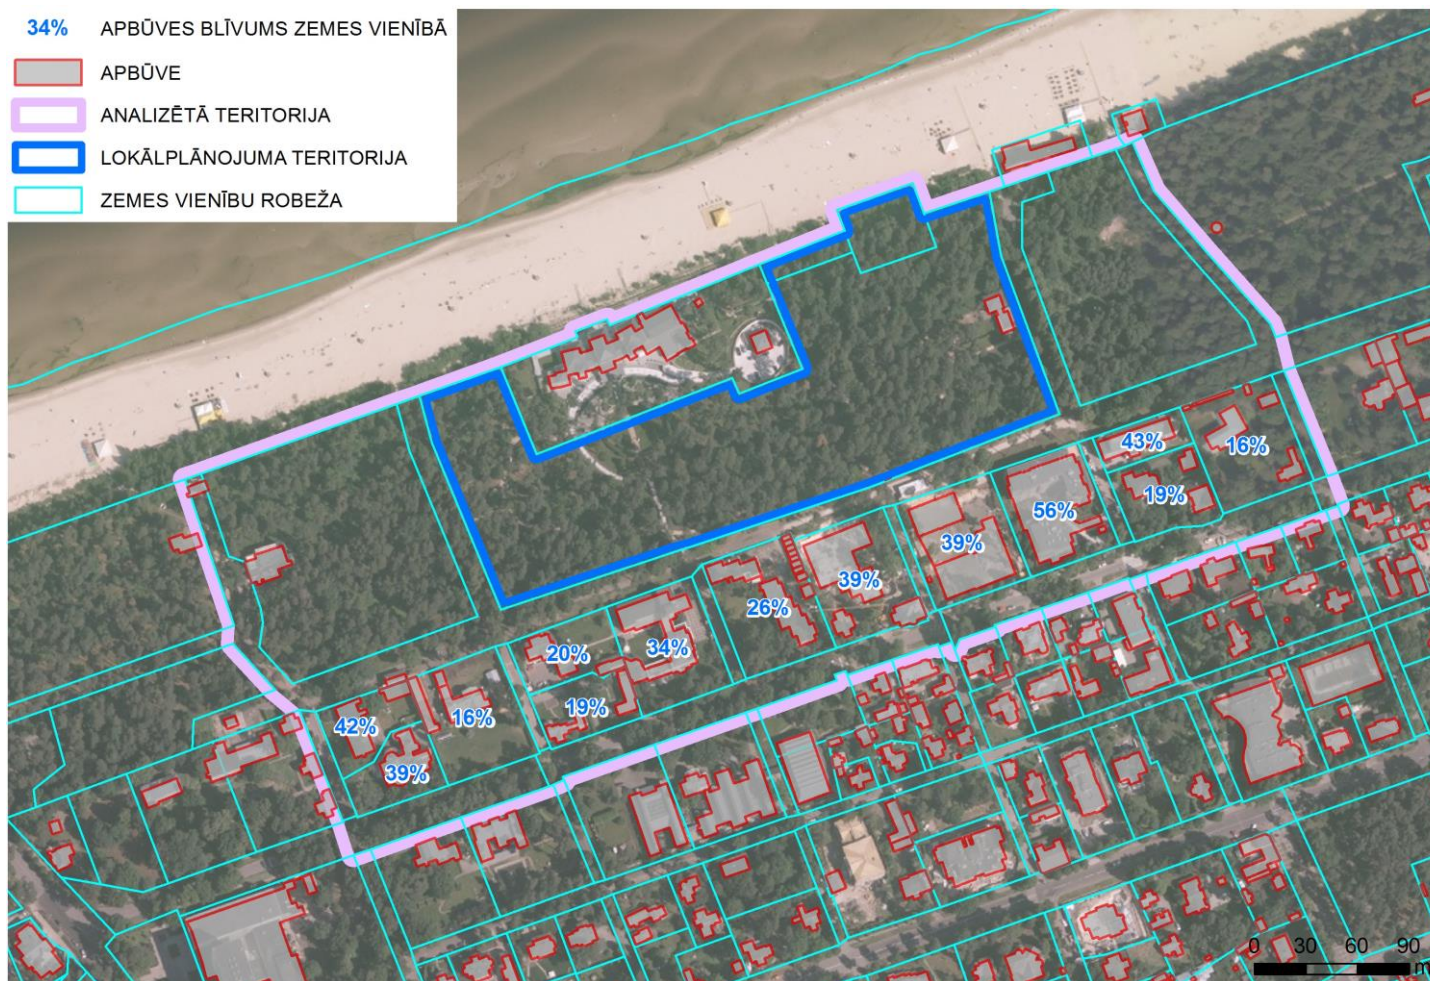 34% APBŪVES BLĪVUMS ZEMES VIENĪBĀ
APBŪVE
ANALIZĒTĀ TERITORIJA
LOKĀLPLĀNOJUMA TERITORIJA
ZEMES VIENĪBU ROBEŽA
43%
16%
19%
56%
39%
39%
26%
34%
20%
19%
16%
42%
39%
0 30 60 90
m